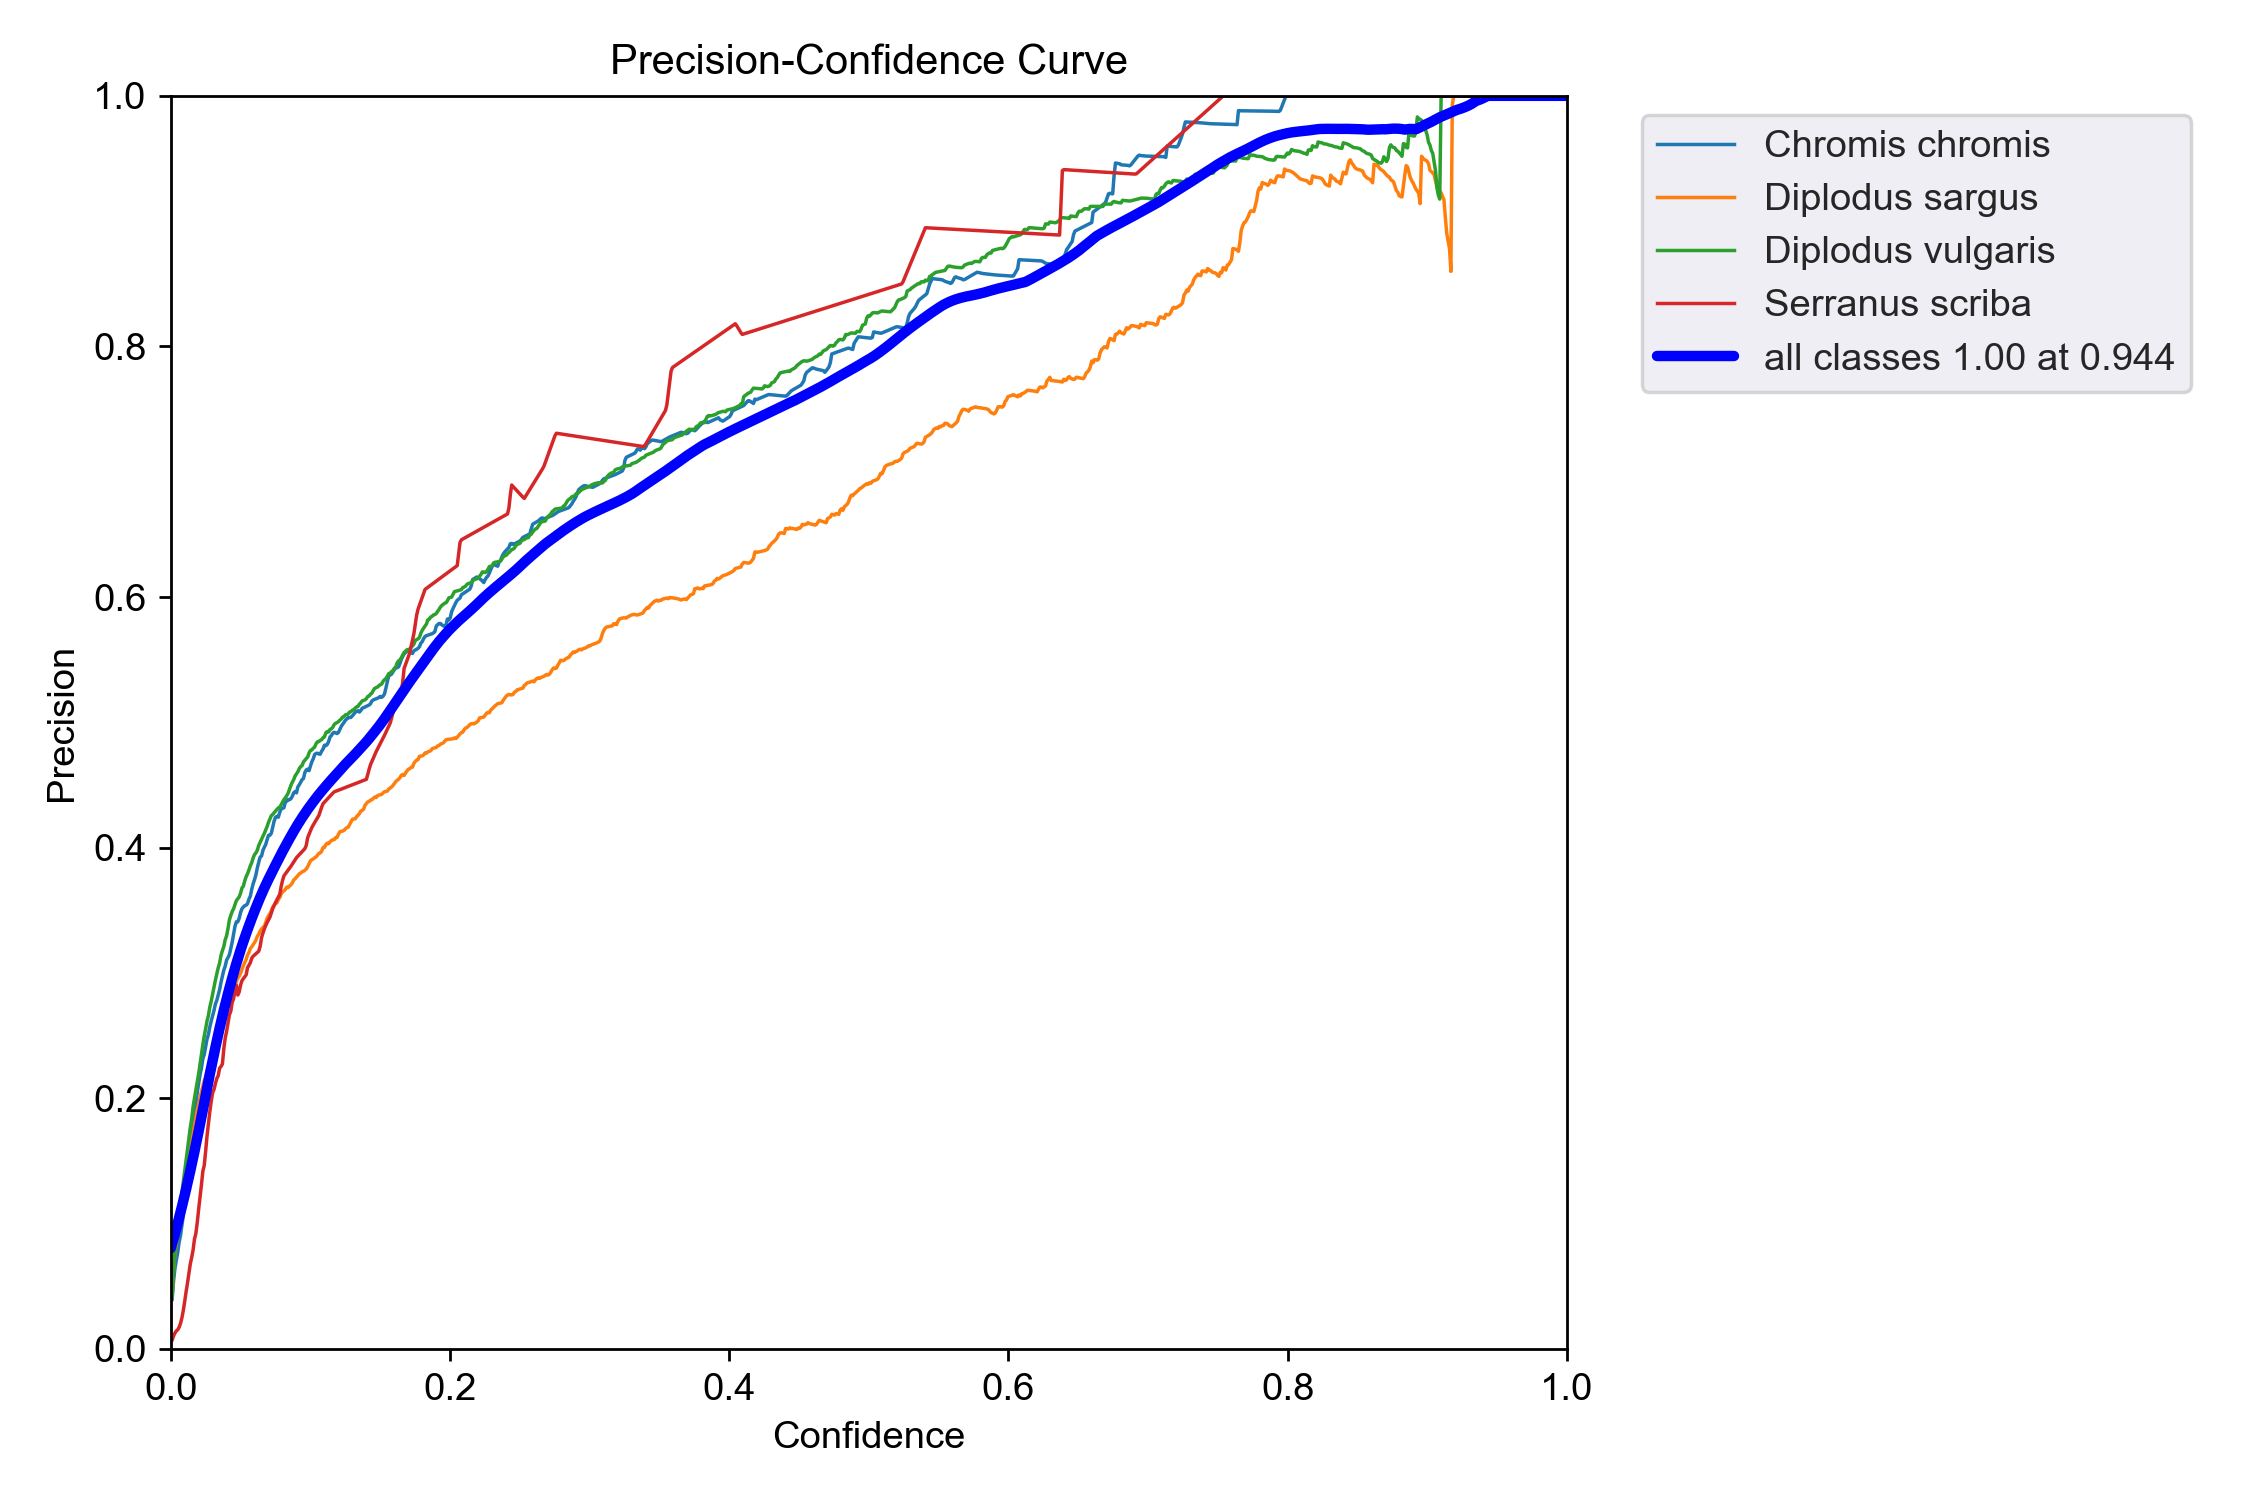 Precision-Confidence Curve
1.0
0.8
0.6
0.4
0.2
0.0
Precision
0.0 0.2 0.4 0.6 0.8 1.0
Confidence
Chromis chromis
Diplodus sargus
Diplodus vulgaris
Serranus scriba
all classes 1.00 at 0.944